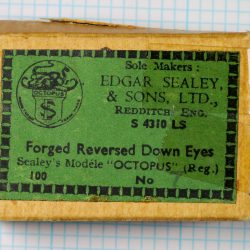 Sole Makers:
EDGAR SEALEY
& SONS, LTD.,
REDDITCH, ENG.
S 4310 LS
OCTOPUS
S
Forged Reversed Down Eyes
Sealey's Modèle "OCTOPUS" (Reg.)
100 No